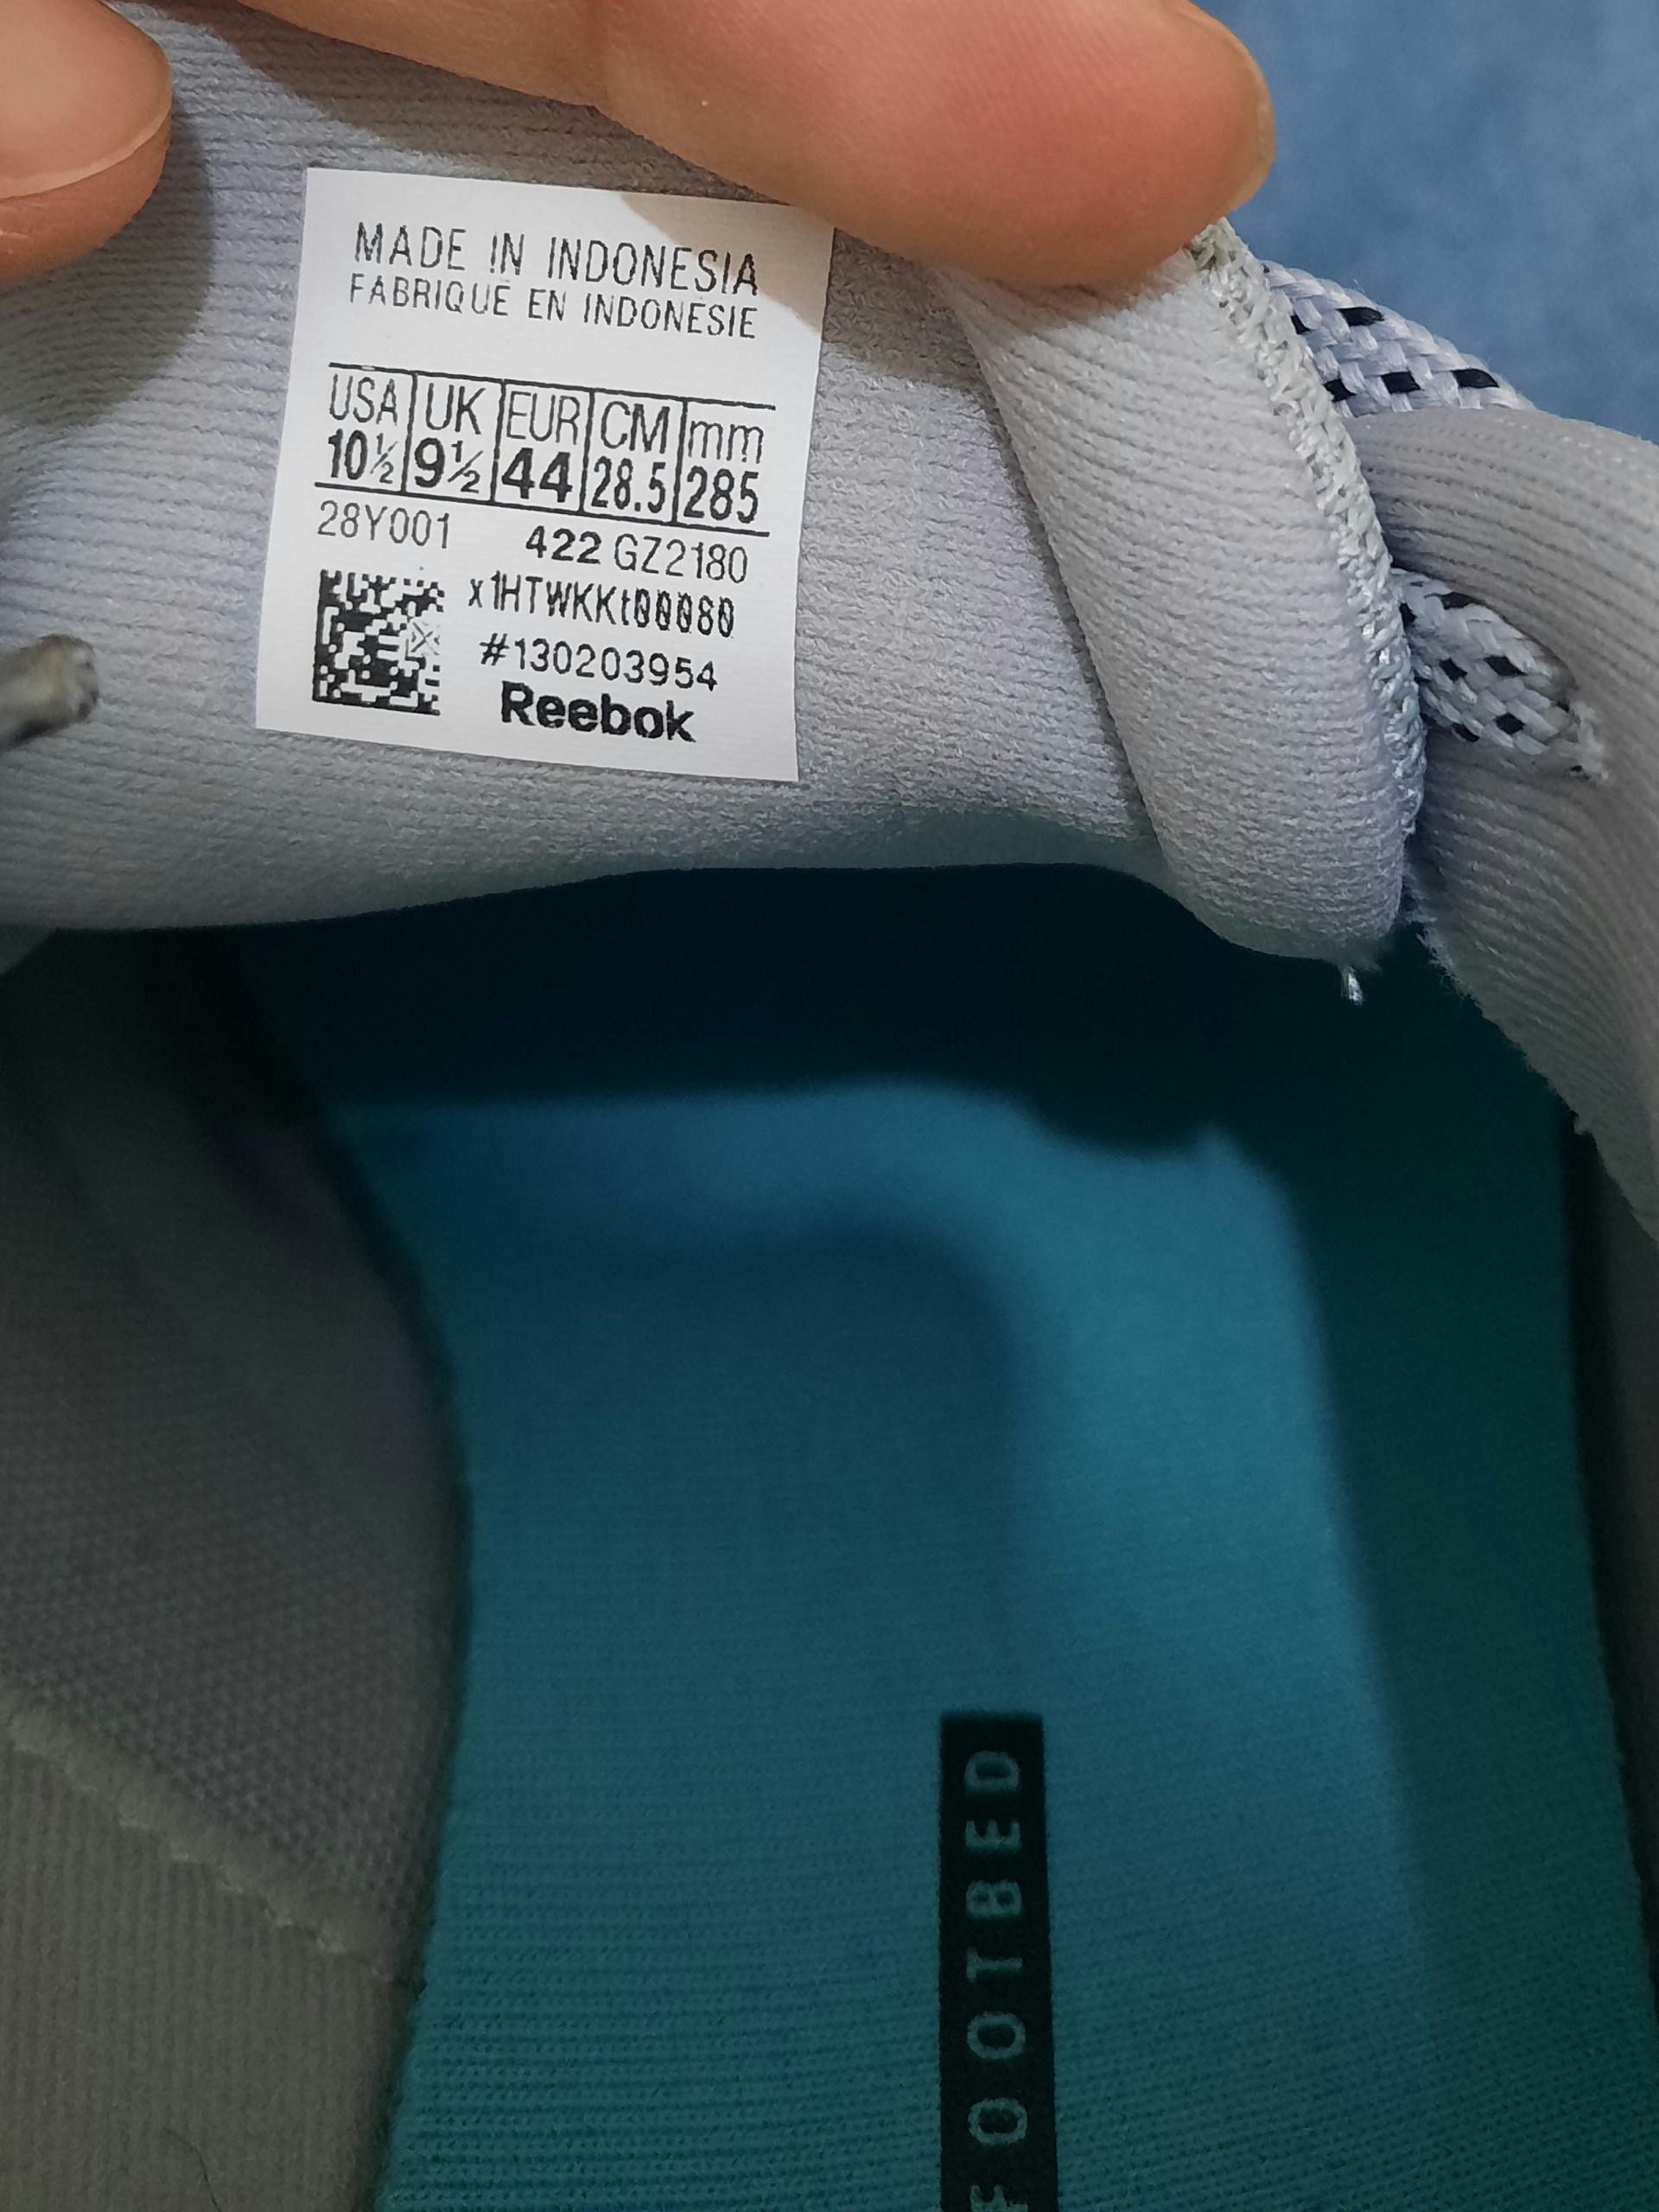 MADE IN INDONESIA
FABRIQUE EN INDONESIE
USA UK EUR CM mm
10½ 9½ 44 28.5 285
28Y001 422 GZ2180
x1HTWKKt00080
#130203954
Reebok
FOOTBED